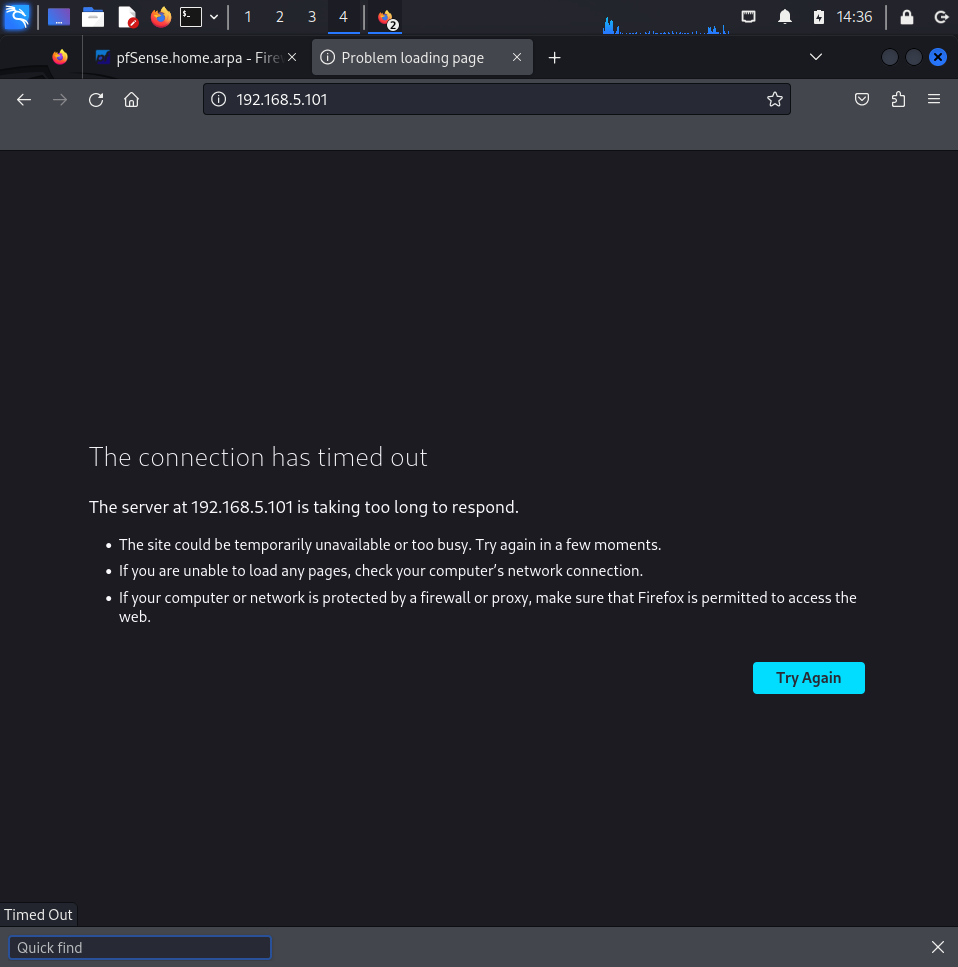 1 2 3 4 2 14:36
pfSense.home.arpa - Firew Problem loading page
192.168.5.101
The connection has timed out
The server at 192.168.5.101 is taking too long to respond.
The site could be temporarily unavailable or too busy. Try again in a few moments.
If you are unable to load any pages, check your computer’s network connection.
If your computer or network is protected by a firewall or proxy, make sure that Firefox is permitted to access the
web.
Try Again
Timed Out
Quick find